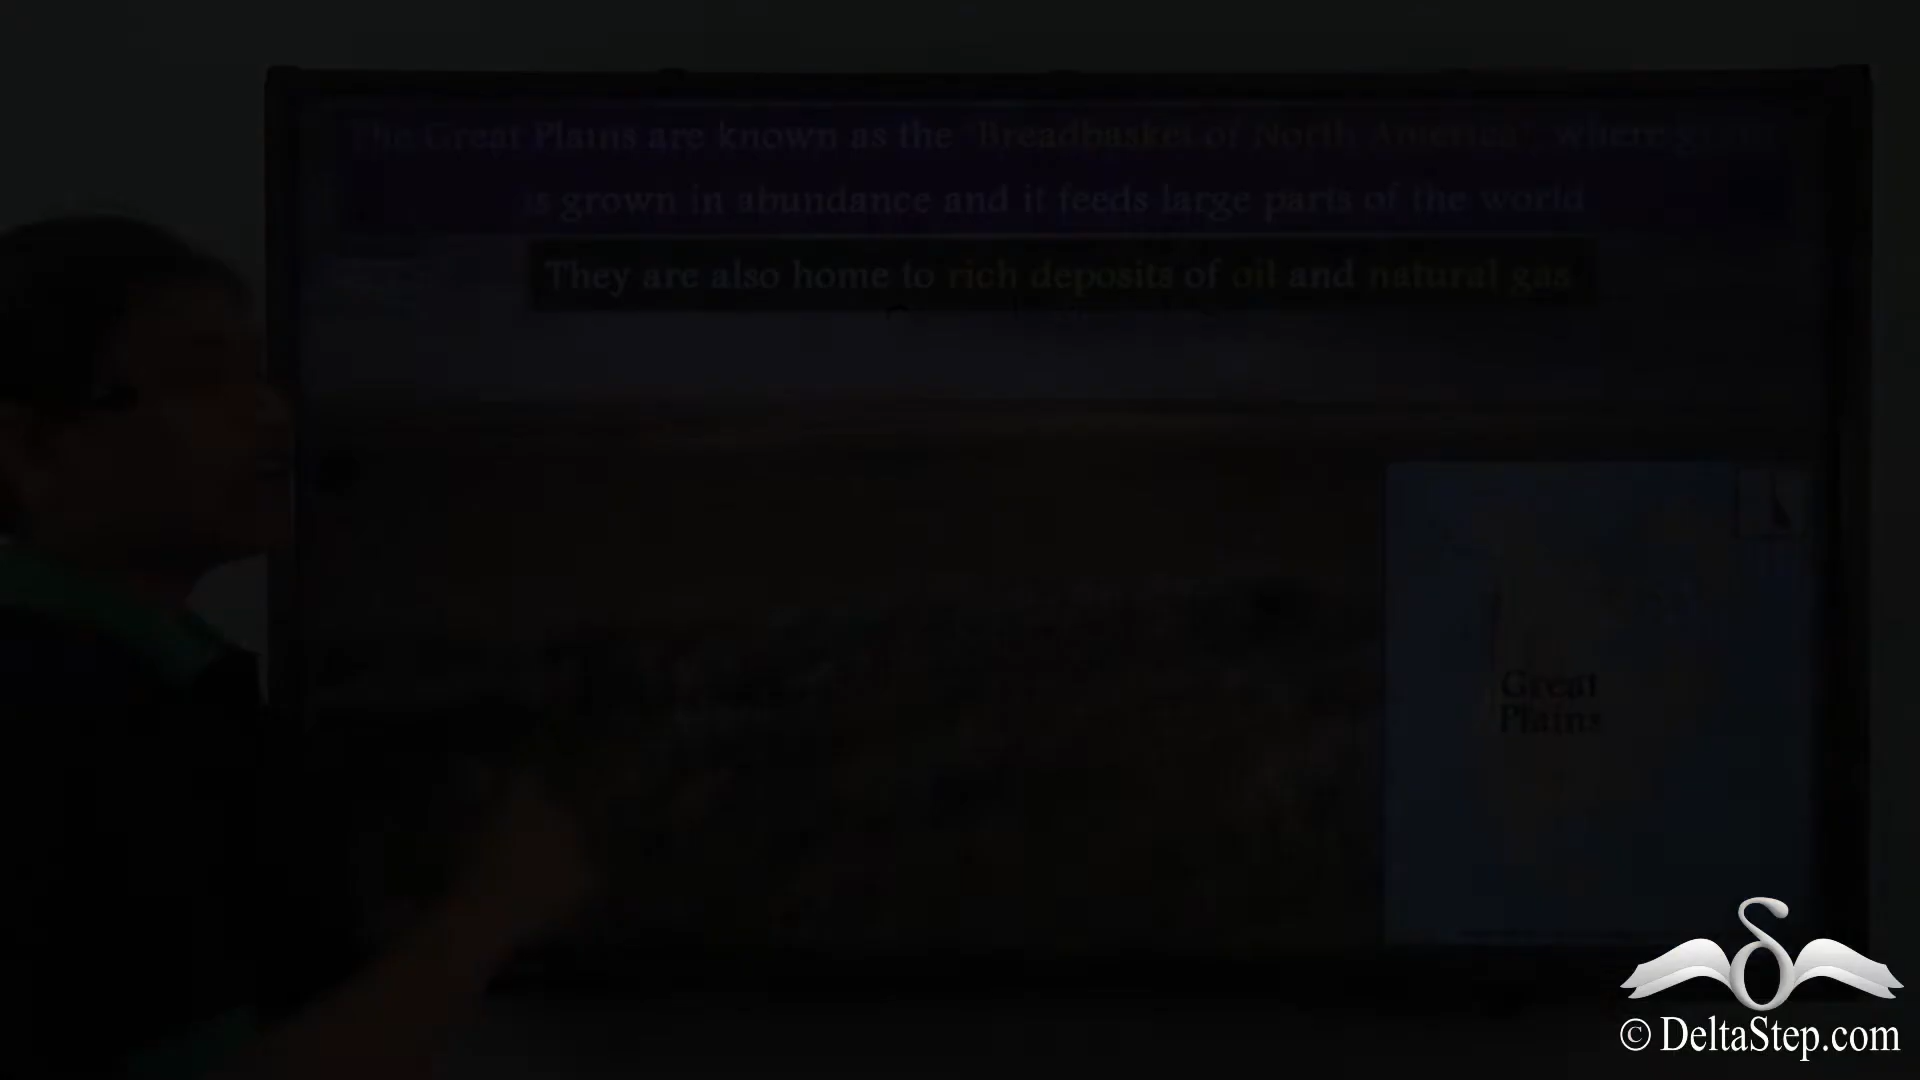 The Great Plains are known as the "Breadbasket of North America", where grain
is grown in abundance and it feeds large parts of the world
They are also home to rich deposits of oil and natural gas
Great
Plains
© DeltaStep.com